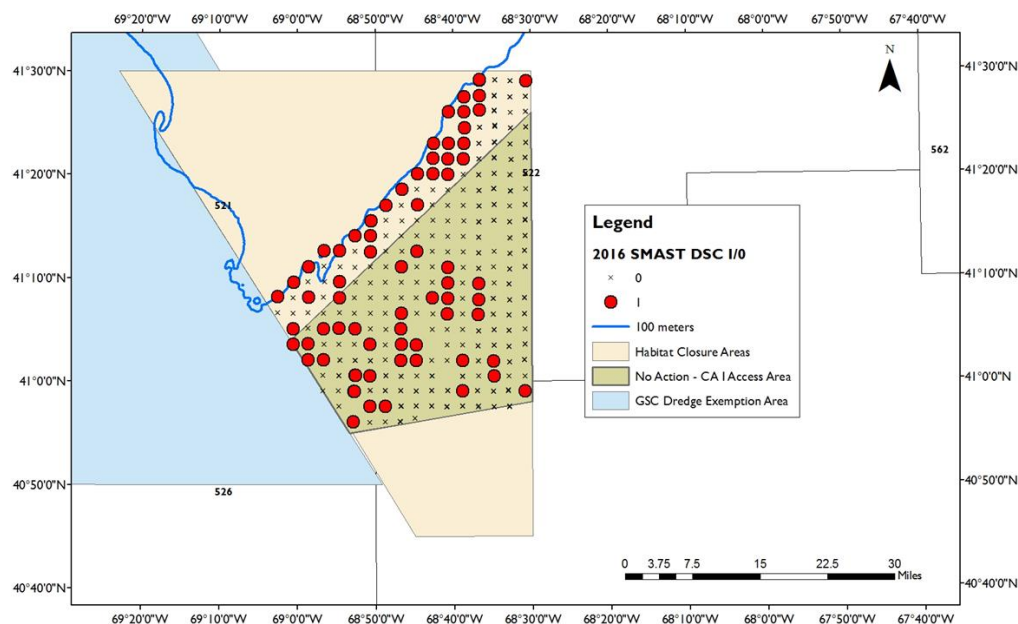 69°20'0"W 69°10'0"W 69°0'0"W 68°50'0"W 68°40'0"W 68°30'0"W 68°20'0"W 68°10'0"W 68°0'0"W 67°50'0"W 67°40'0"W
41°30'0"N
41°30'0"N
N
562
41°20'0"N
41°20'0"N
522
521
Legend
2016 SMAST DSC 1/0
0
1
100 meters
Habitat Closure Areas
No Action - CA I Access Area
GSC Dredge Exemption Area
41°10'0"N
41°10'0"N
41°0'0"N
41°0'0"N
40°50'0"N
40°50'0"N
526
0 3.75 7.5 15 22.5 30
Miles
40°40'0"N
40°40'0"N
69°20'0"W 69°10'0"W 69°0'0"W 68°50'0"W 68°40'0"W 68°30'0"W 68°20'0"W 68°10'0"W 68°0'0"W 67°50'0"W 67°40'0"W